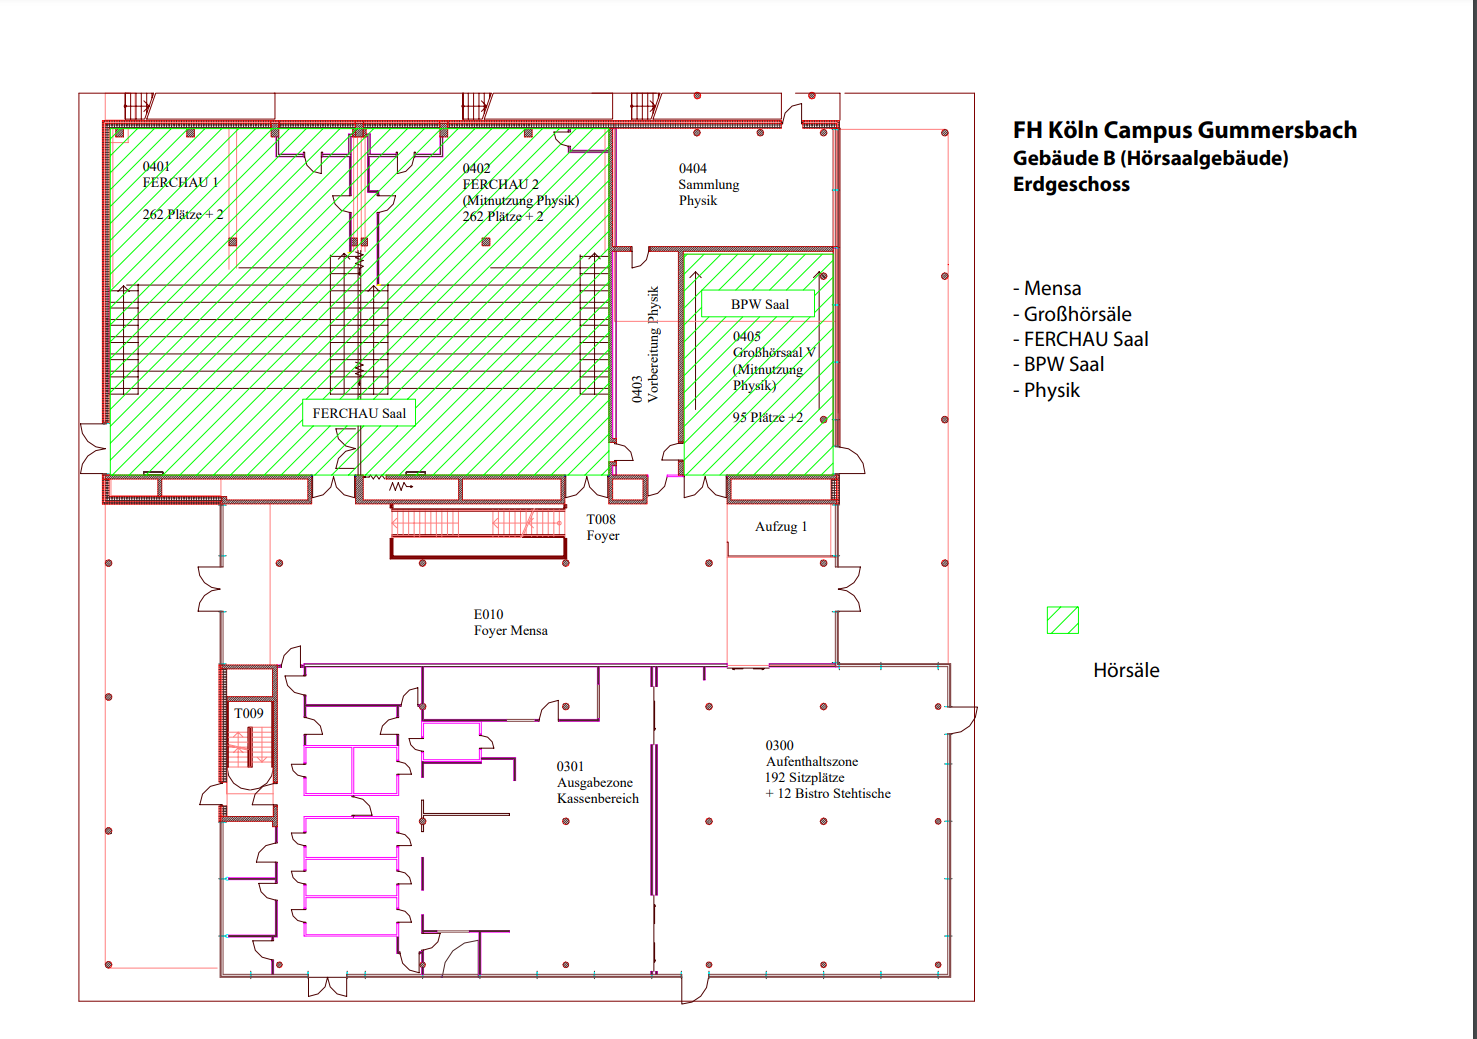 FH Köln Campus Gummersbach
Gebäude B (Hörsaalgebäude)
Erdgeschoss
- Mensa
- Großhörsäle
- FERCHAU Saal
- BPW Saal
- Physik
Hörsäle
0401
FERCHAU 1
262 Plätze + 2
0402
FERCHAU 2
(Mitnutzung Physik)
262 Plätze + 2
0404
Sammlung
Physik
0403
Vorbereitung Physik
BPW Saal
0405
Großhörsaal V
(Mitnutzung
Physik)
95 Plätze +2
FERCHAU Saal
T008
Foyer
Aufzug 1
E010
Foyer Mensa
T009
0301
Ausgabezone
Kassenbereich
0300
Aufenthaltszone
192 Sitzplätze
+ 12 Bistro Stehtische